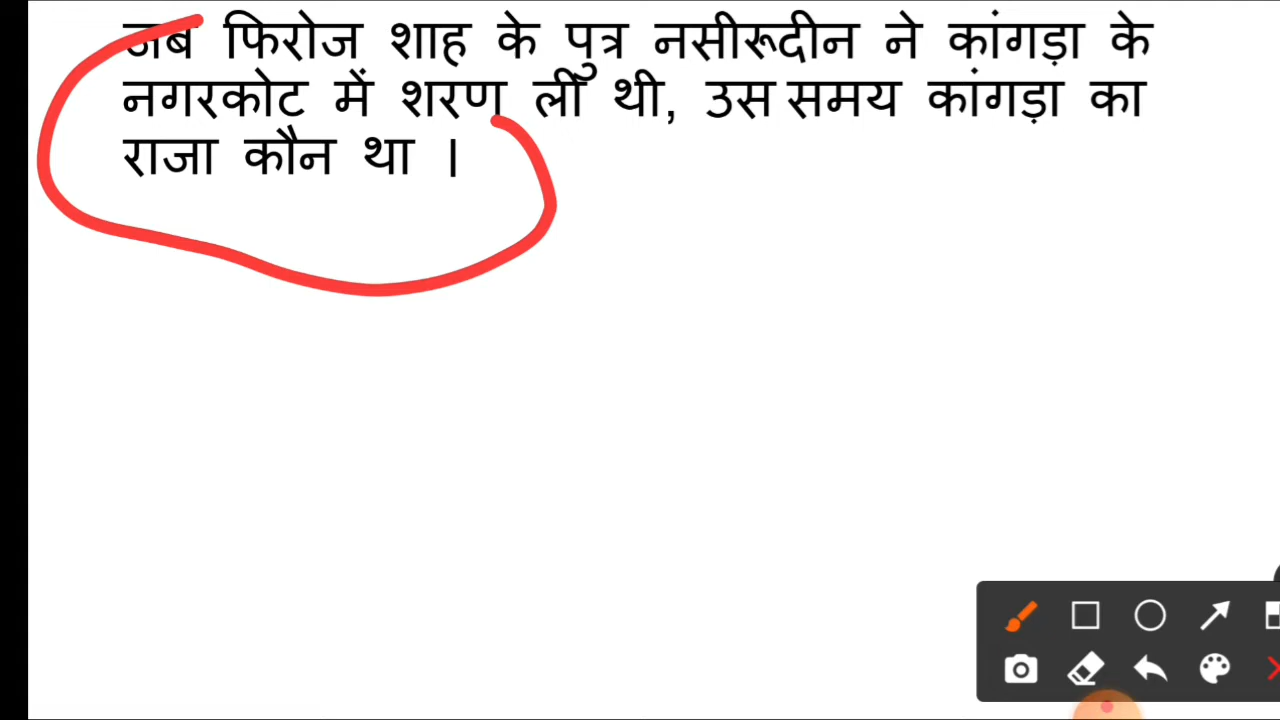 जब फिरोज शाह के पुत्र नसीरूदीन ने कांगड़ा के
नगरकोट में शरण ली थी, उस समय कांगड़ा का
राजा कौन था ।